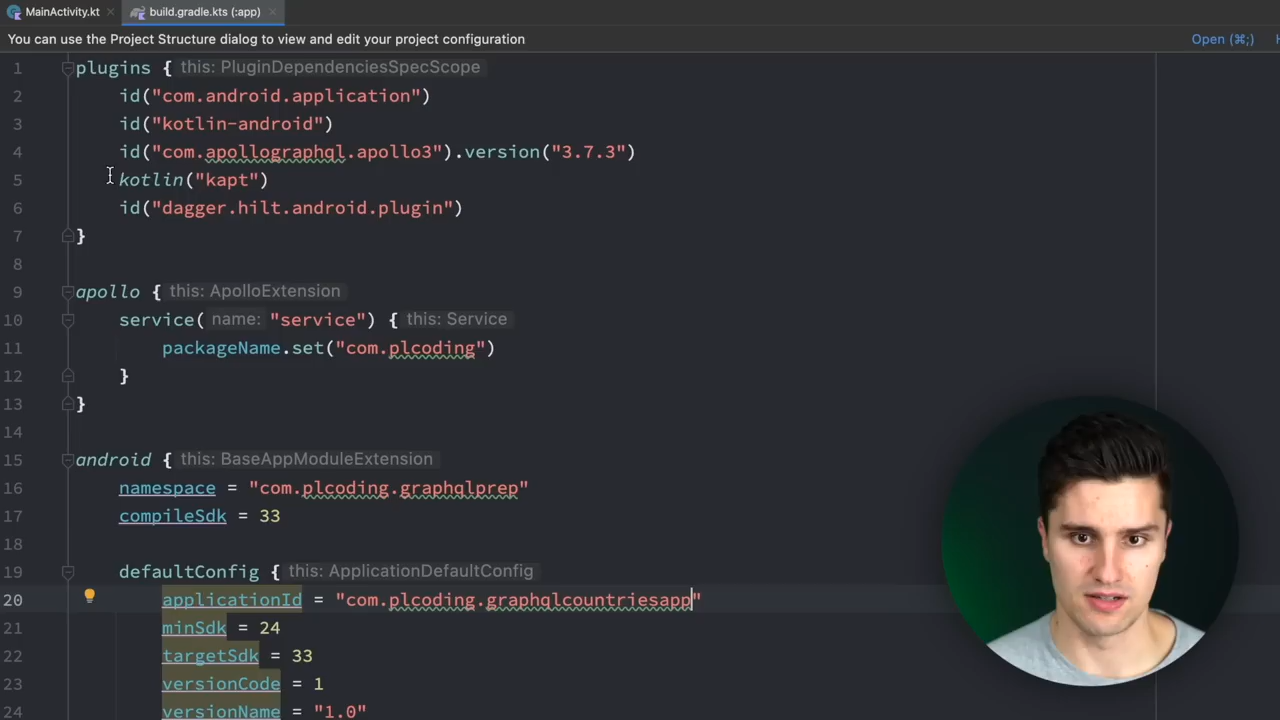 MainActivity.kt
build.gradle.kts (:app)
You can use the Project Structure dialog to view and edit your project configuration
Open (⌘;)
1 plugins { this: PluginDependenciesSpecScope
2 id("com.android.application")
3 id("kotlin-android")
4 id("com.apollographql.apollo3").version("3.7.3")
5 kotlin("kapt")
6 id("dagger.hilt.android.plugin")
7 }
8
9 apollo { this: ApolloExtension
10 service( name: "service") { this: Service
11 packageName.set("com.plcoding")
12 }
13 }
14
15 android { this: BaseAppModuleExtension
16 namespace = "com.plcoding.graphqlprep"
17 compileSdk = 33
18
19 defaultConfig { this: ApplicationDefaultConfig
20 applicationId = "com.plcoding.graphqlcountriesapp"
21 minSdk = 24
22 targetSdk = 33
23 versionCode = 1
24 versionName = "1.0"